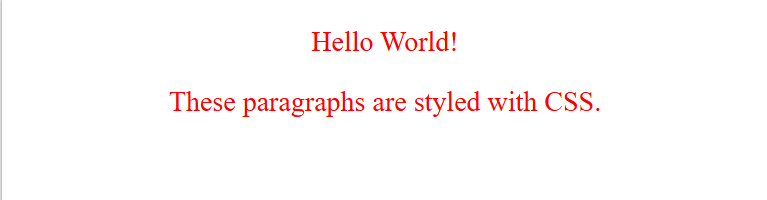 Hello World!
These paragraphs are styled with CSS.